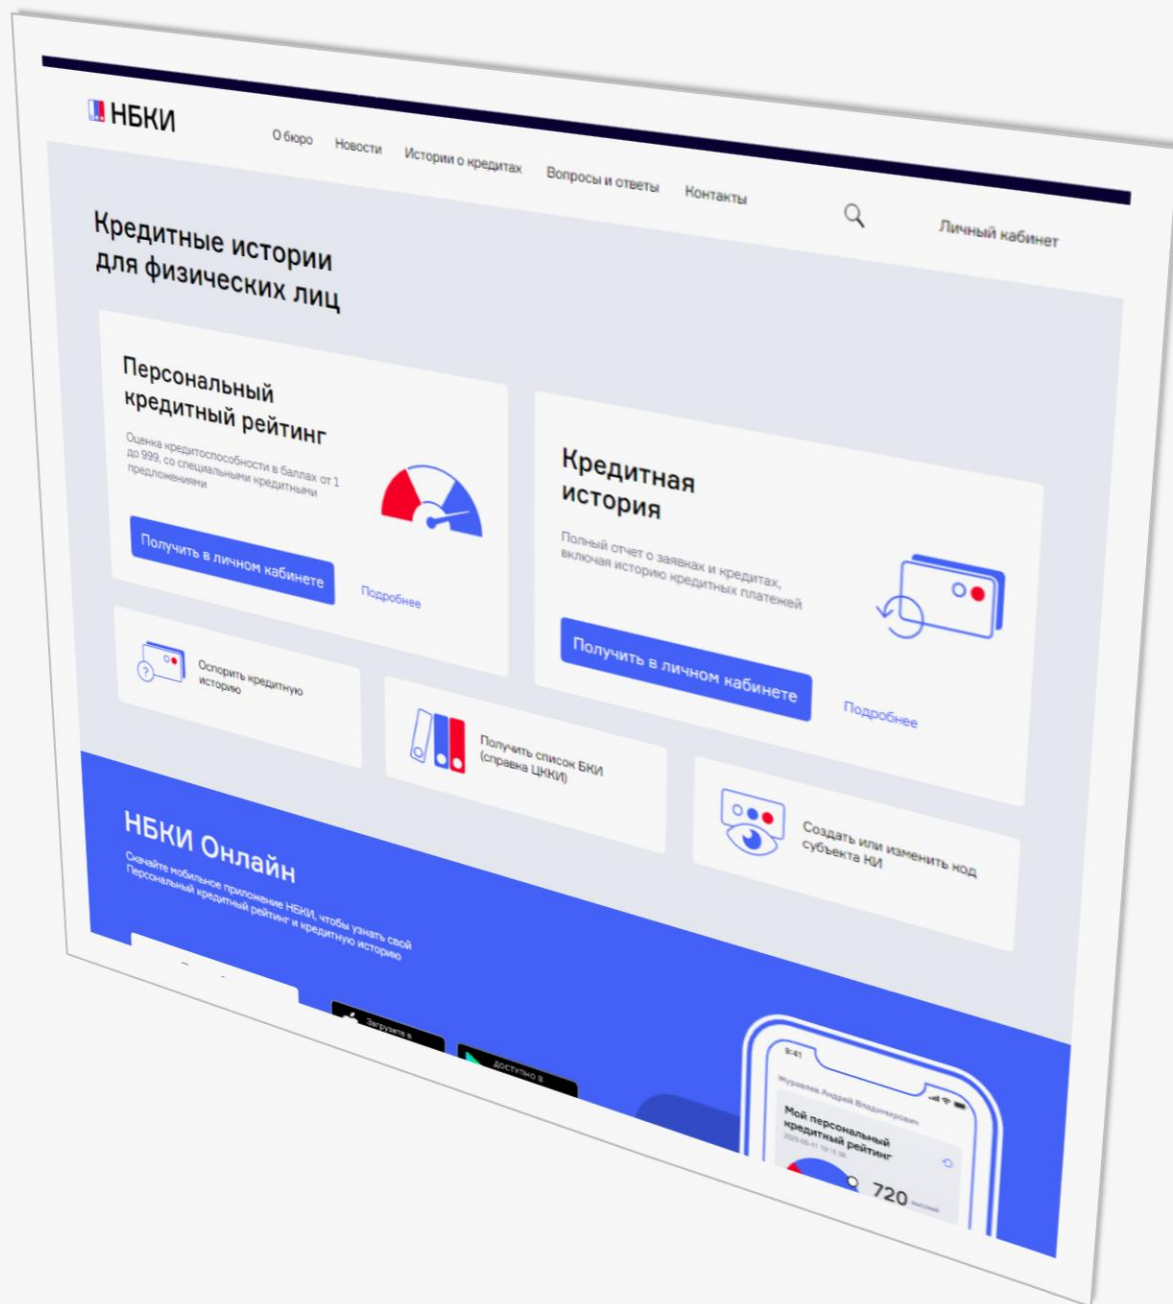 НБКИ
О бюро Новости Истории о кредитах Вопросы и ответы Контакты Личный кабинет
Кредитные истории
для физических лиц
Персональный
кредитный рейтинг
Оценка кредитоспособности в баллах от 1
до 999, со специальными кредитными
предложениями
Получить в личном кабинете
Подробнее
Кредитная
история
Полный отчет о заявках и кредитах,
включая историю кредитных платежей
Получить в личном кабинете
Подробнее
Оспорить кредитную
историю
Получить список БКИ
(справка ЦККИ)
Создать или изменить код
субъекта КИ
НБКИ Онлайн
Скачайте мобильное приложение НБКИ, чтобы узнать свой
Персональный кредитный рейтинг и кредитную историю
Загрузите в
ДОСТУПНО В
9:41
Журавлев Андрей Владимирович
Мой персональный
кредитный рейтинг
720